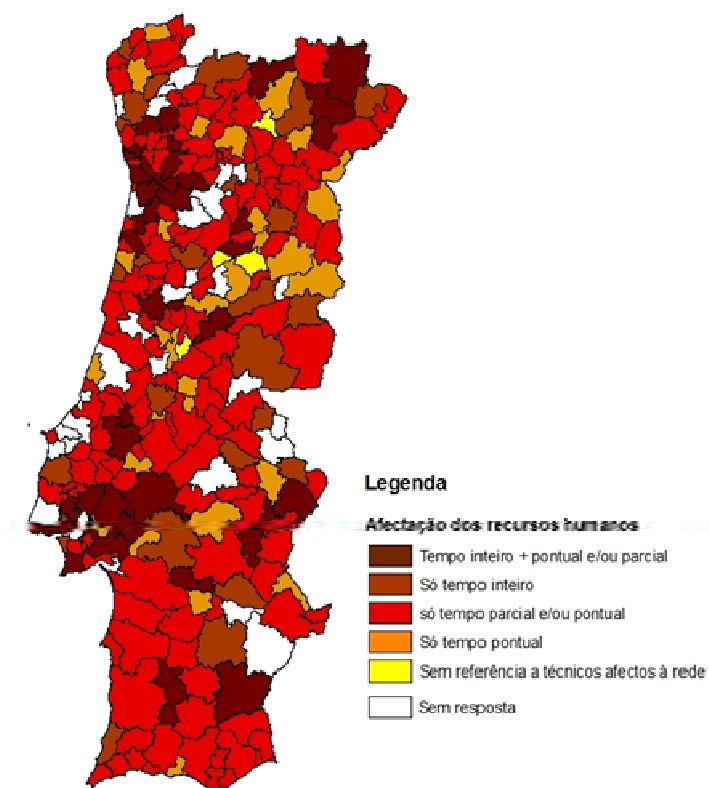 Legenda
Afectação dos recursos humanos
Tempo inteiro + pontual e/ou parcial
Só tempo inteiro
só tempo parcial e/ou pontual
Só tempo pontual
Sem referência a técnicos afectos à rede
Sem resposta